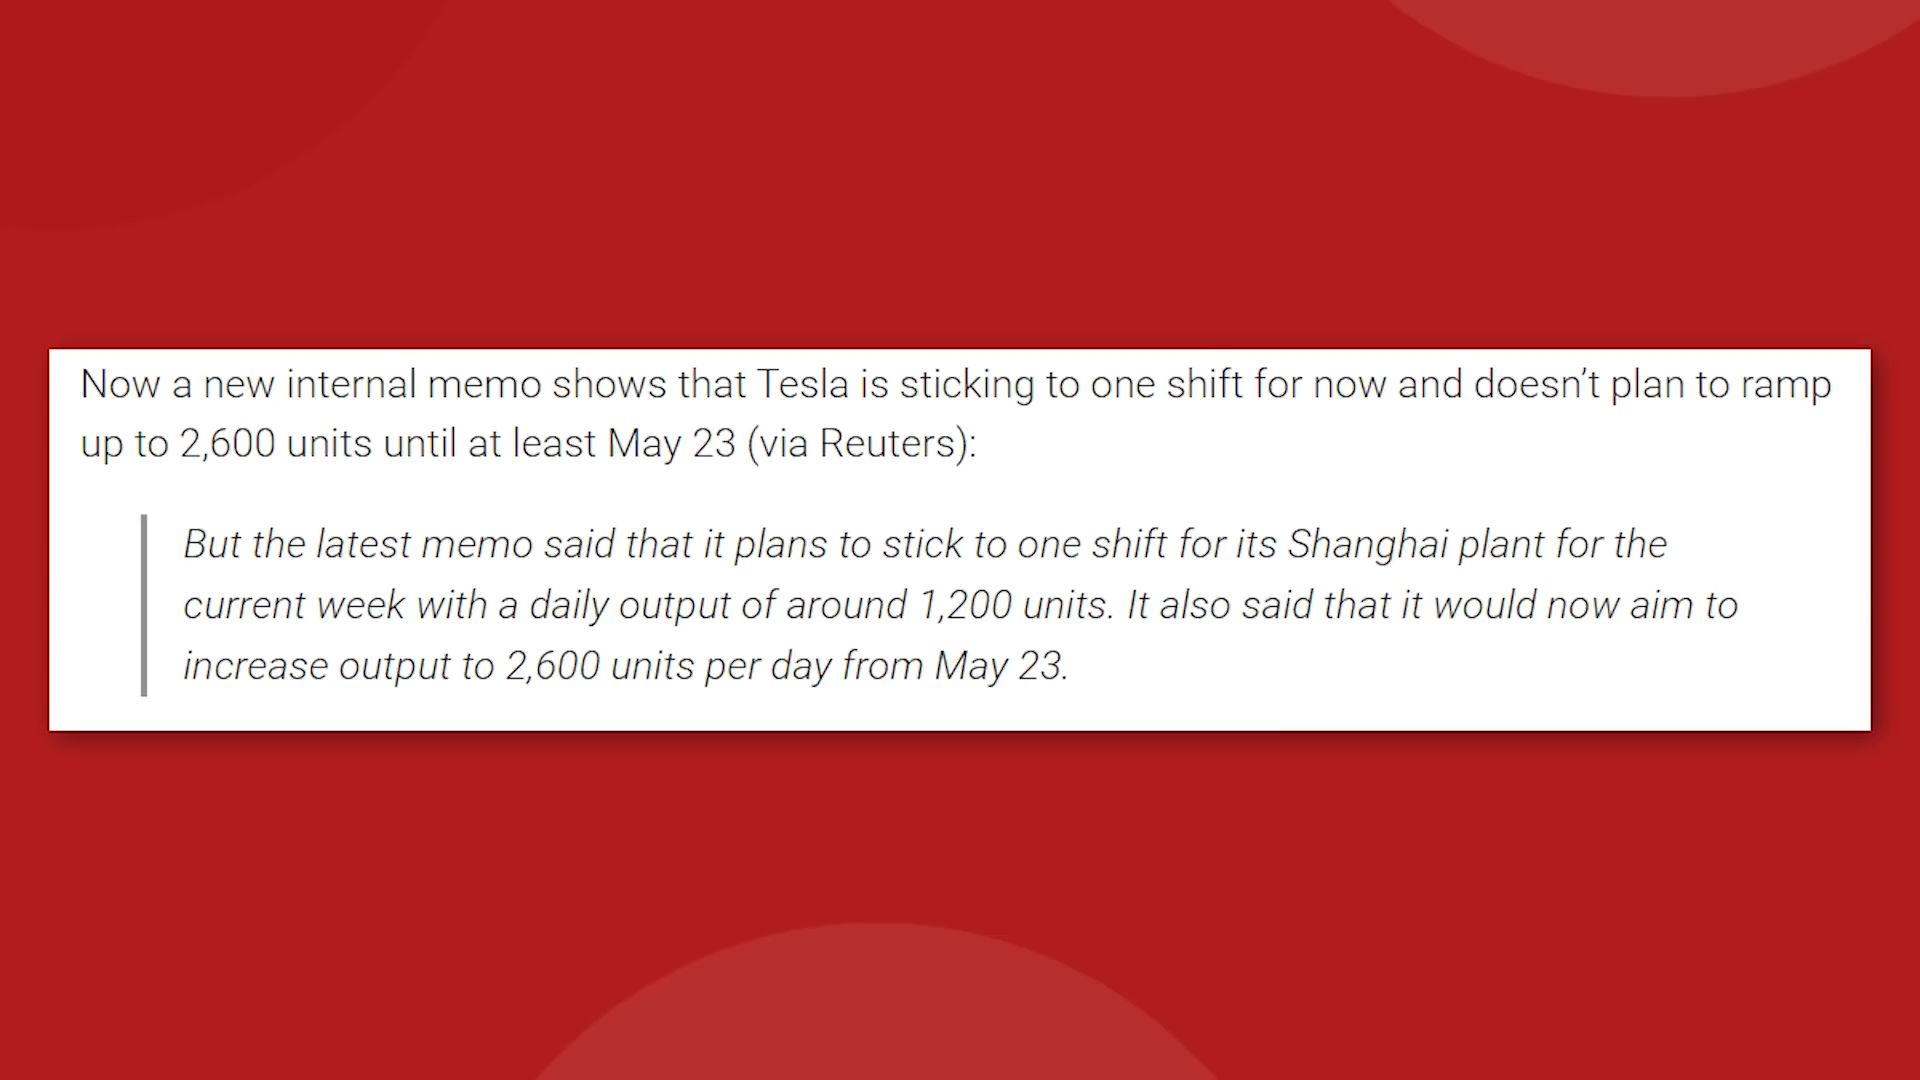 Now a new internal memo shows that Tesla is sticking to one shift for now and doesn’t plan to ramp
up to 2,600 units until at least May 23 (via Reuters):
But the latest memo said that it plans to stick to one shift for its Shanghai plant for the
current week with a daily output of around 1,200 units. It also said that it would now aim to
increase output to 2,600 units per day from May 23.